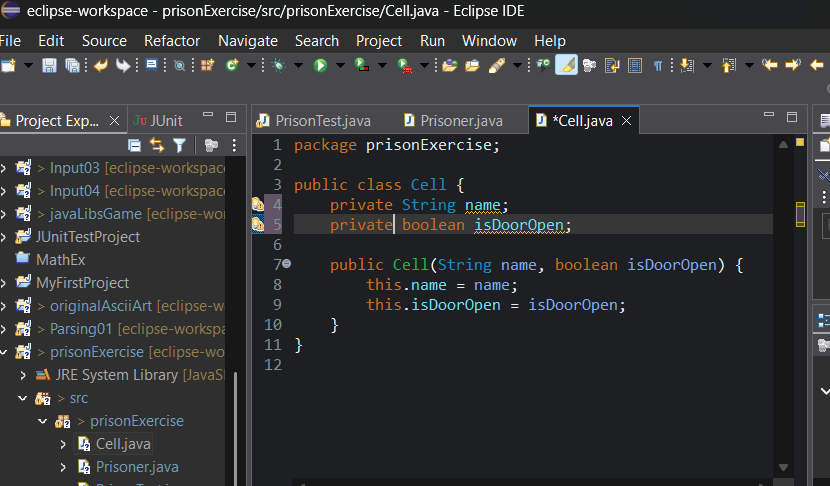 eclipse-workspace - prisonExercise/src/prisonExercise/Cell.java - Eclipse IDE
File Edit Source Refactor Navigate Search Project Run Window Help
Project Exp... JUnit
PrisonTest.java Prisoner.java *Cell.java
> Input03 [eclipse-workspace
> Input04 [eclipse-workspace
> javaLibsGame [eclipse-wo
JUnitTestProject
MathEx
MyFirstProject
> originalAsciiArt [eclipse-w
> Parsing01 [eclipse-workspa
> prisonExercise [eclipse-wo
JRE System Library [JavaS
> src
> prisonExercise
Cell.java
Prisoner.java
1 package prisonExercise;
2
3 public class Cell {
4 private String name;
5 private boolean isDoorOpen;
6
7 public Cell(String name, boolean isDoorOpen) {
8 this.name = name;
9 this.isDoorOpen = isDoorOpen;
10 }
11 }
12